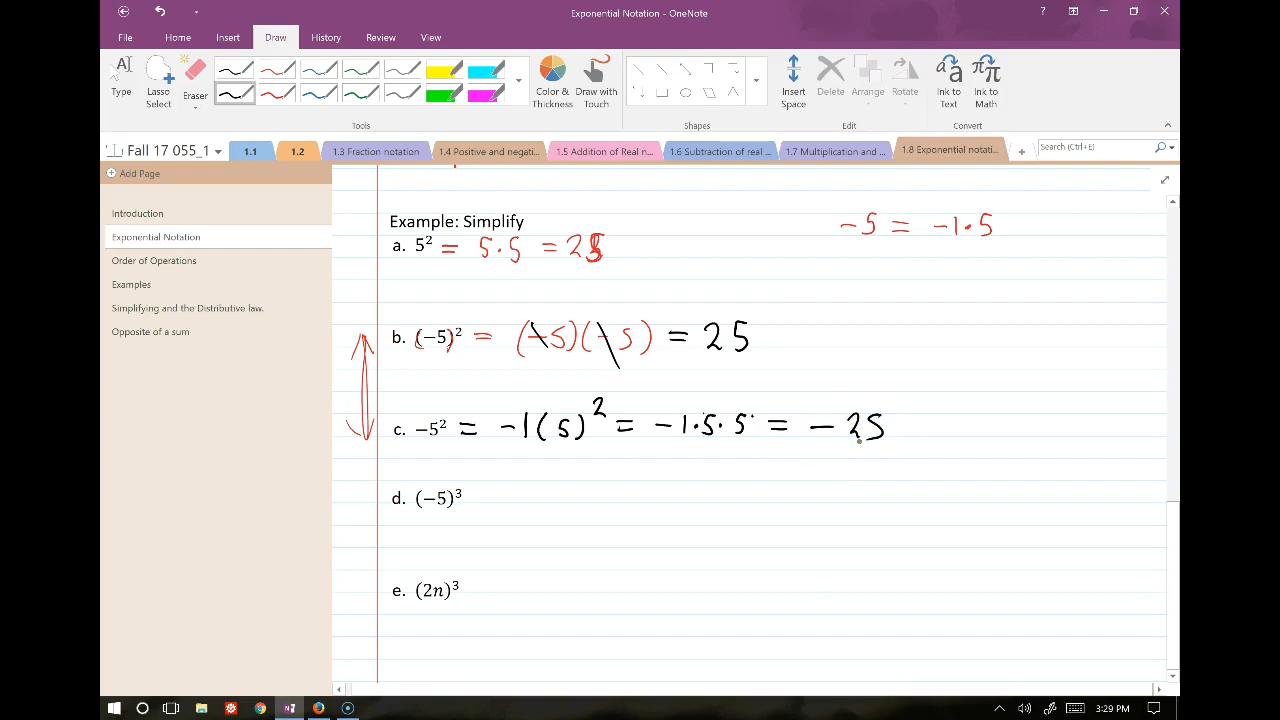 Exponential Notation - OneNote
File Home Insert Draw History Review View
Type Lasso Select Eraser Color & Thickness Draw with Touch Insert Space Delete Arrange Rotate Ink to Text Ink to Math
Tools Shapes Edit Convert
Fall 17 055_1 1.1 1.2 1.3 Fraction notation 1.4 Positive and negati... 1.5 Addition of Real n... 1.6 Subtraction of real ... 1.7 Multiplication and ... 1.8 Exponential notati... Search (Ctrl+E)
Add Page
Introduction
Exponential Notation
Order of Operations
Examples
Simplifying and the Distributive law.
Opposite of a sum
Example: Simplify
-5 = -1·5
a. 5² = 5·5 = 25
b. (−5)² = (-5)(-5) = 25
c. −5² = -1(5)² = -1·5·5 = -25
d. (−5)³
e. (2n)³
3:29 PM